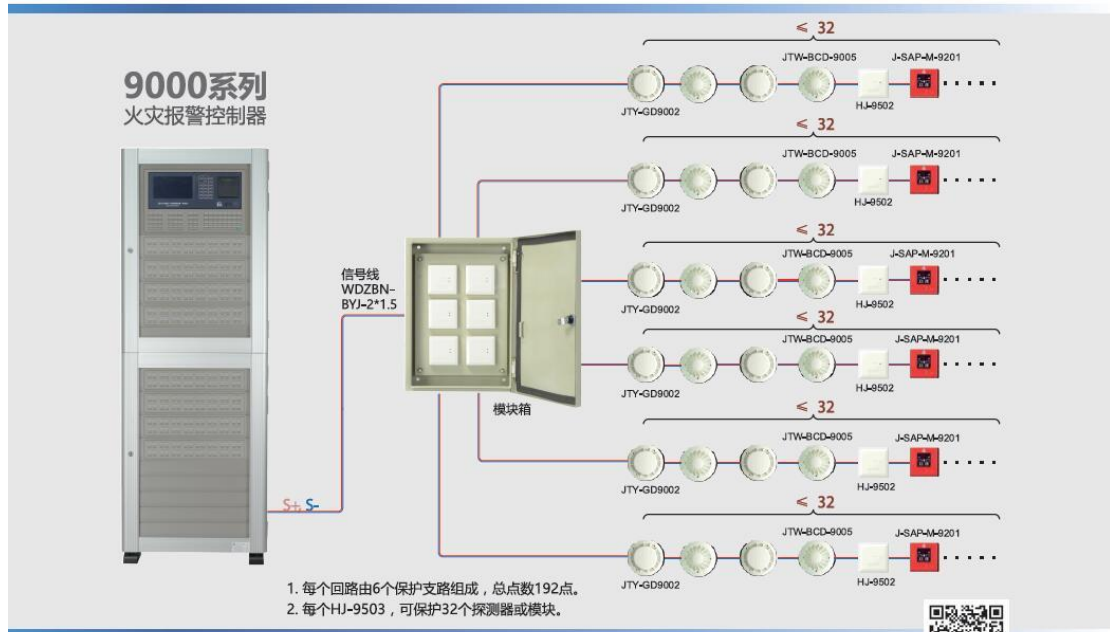 9000系列
火灾报警控制器
≤ 32
JTW-BCD-9005
J-SAP-M-9201
JTY-GD9002
HJ-9502
≤ 32
JTW-BCD-9005
J-SAP-M-9201
JTY-GD9002
HJ-9502
≤ 32
JTW-BCD-9005
J-SAP-M-9201
JTY-GD9002
HJ-9502
≤ 32
JTW-BCD-9005
J-SAP-M-9201
JTY-GD9002
HJ-9502
≤ 32
JTW-BCD-9005
J-SAP-M-9201
JTY-GD9002
HJ-9502
≤ 32
JTW-BCD-9005
J-SAP-M-9201
JTY-GD9002
HJ-9502
信号线
WDZBN-
BYJ-2*1.5
模块箱
S+, S-
1. 每个回路由6个保护支路组成，总点数192点。
2. 每个HJ-9503，可保护32个探测器或模块。